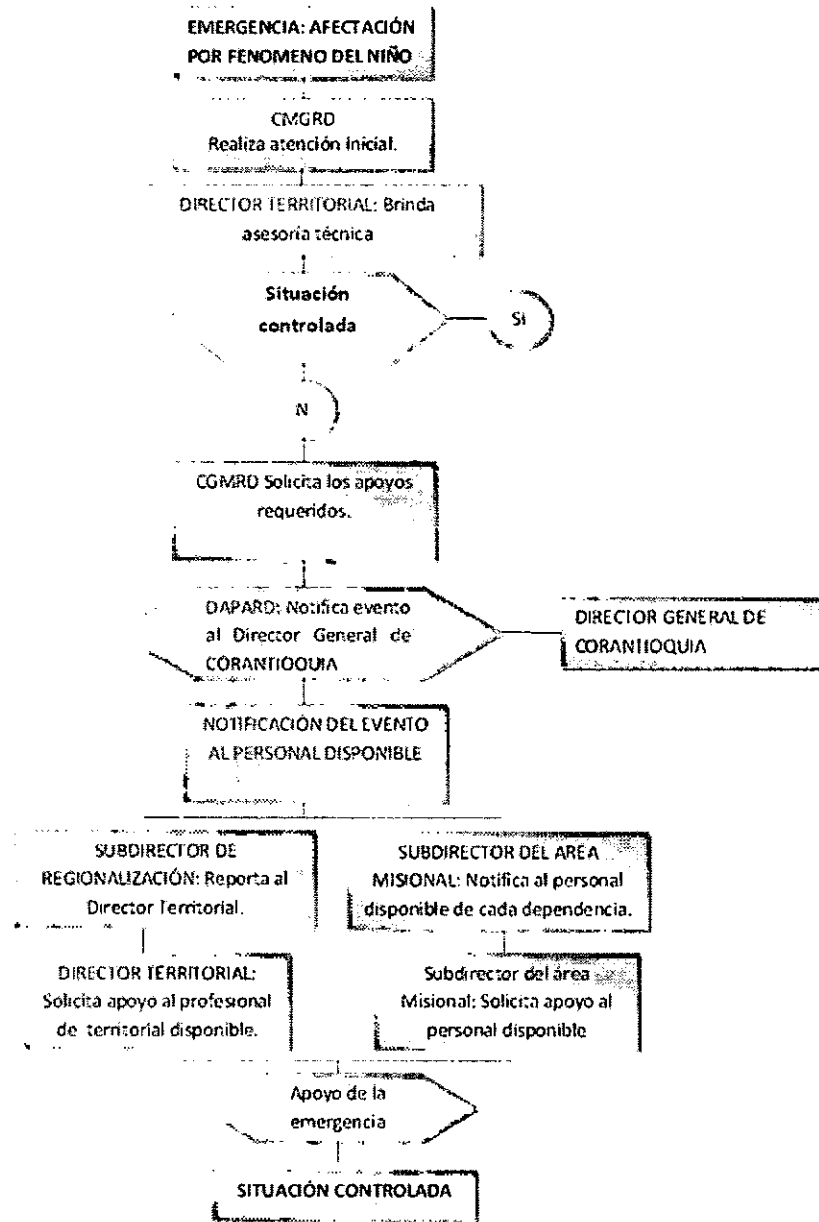 EMERGENCIA: AFECTACIÓN
POR FENOMENO DEL NIÑO
CMGRD
Realiza atención inicial.
DIRECTOR TERRITORIAL: Brinda
asesoría técnica
Situación
controlada
SI
N
CGMRD Solicita los apoyos
requeridos.
DAPARD: Notifica evento
al Director General de
CORANTIOQUIA
DIRECTOR GENERAL DE
CORANTIOQUIA
NOTIFICACIÓN DEL EVENTO
AL PERSONAL DISPONIBLE
SUBDIRECTOR DE
REGIONALIZACIÓN: Reporta al
Director Territorial.
SUBDIRECTOR DEL AREA
MISIONAL: Notifica al personal
disponible de cada dependencia.
DIRECTOR TERRITORIAL:
Solicita apoyo al profesional
de territorial disponible.
Subdirector del área
Misional: Solicita apoyo al
personal disponible
Apoyo de la
emergencia
SITUACIÓN CONTROLADA